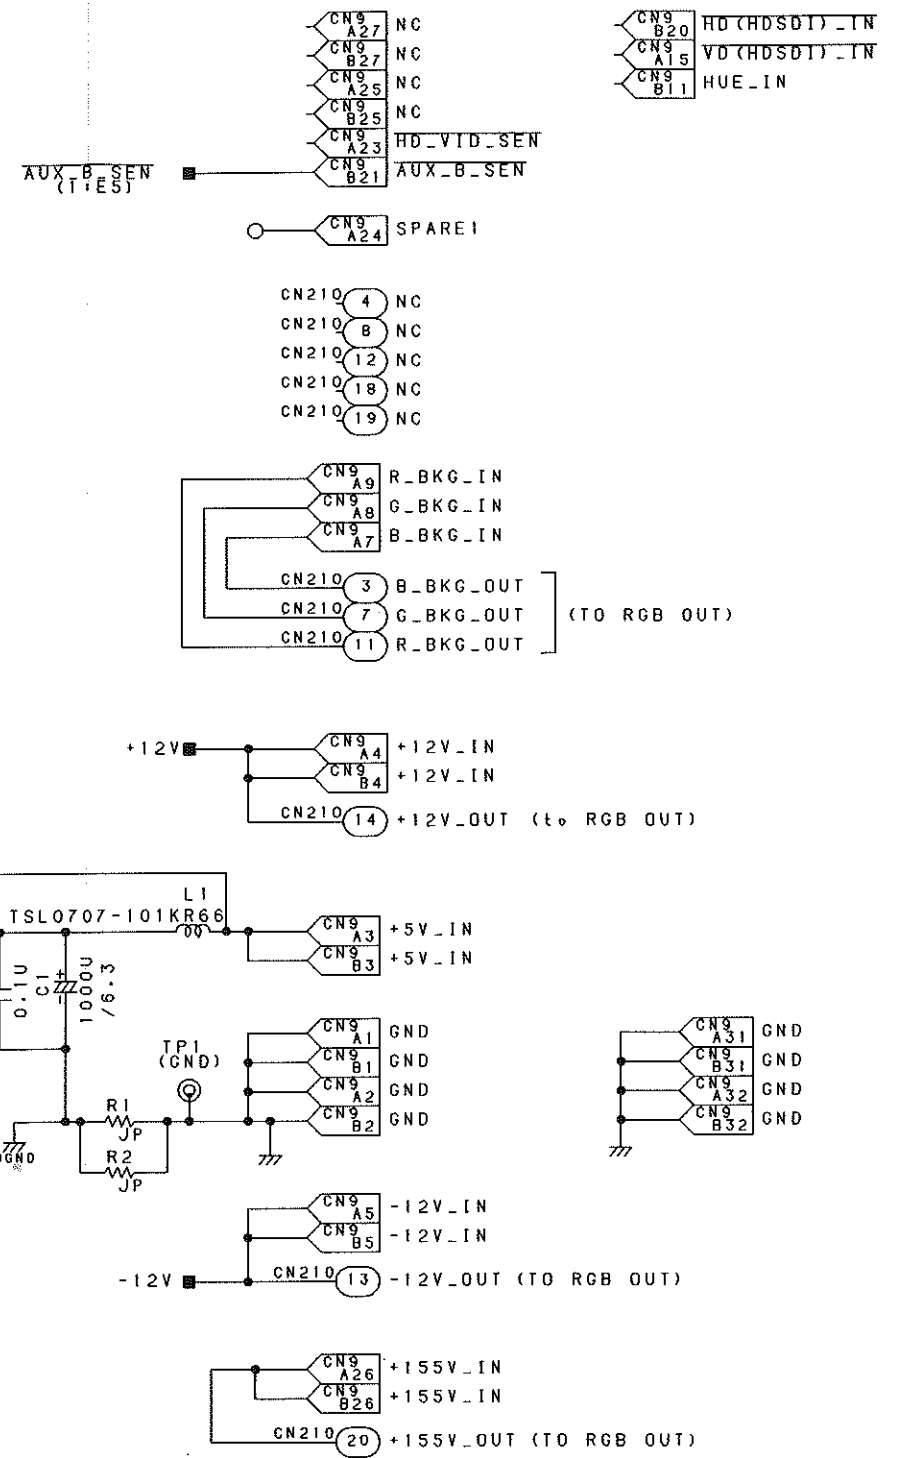 CN9 A27 NC
CN9 B27 NC
CN9 A25 NC
CN9 B25 NC
CN9 A23 HD_VID_SEN
AUX_B_SEN CN9 B21 AUX_B_SEN
(1:E5)
CN9 B20 HD(HDSDI)_IN
CN9 A15 VD(HDSDI)_IN
CN9 B11 HUE_IN
CN9 A24 SPARE1
CN210 4 NC
CN210 8 NC
CN210 12 NC
CN210 18 NC
CN210 19 NC
CN9 A9 R_BKG_IN
CN9 A8 G_BKG_IN
CN9 A7 B_BKG_IN
CN210 3 B_BKG_OUT
CN210 7 G_BKG_OUT (TO RGB OUT)
CN210 11 R_BKG_OUT
+12V CN9 A4 +12V_IN
CN9 B4 +12V_IN
CN210 14 +12V_OUT (to RGB OUT)
L1
TSL0707-101KR66
CN9 A3 +5V_IN
CN9 B3 +5V_IN
0.1U
C1
1000U
/6.3
CN9 A1 GND
CN9 B1 GND
CN9 A2 GND
CN9 B2 GND
TP1
(GND)
R1
JP
R2
JP
CN9 A31 GND
CN9 B31 GND
CN9 A32 GND
CN9 B32 GND
CN9 A5 -12V_IN
CN9 B5 -12V_IN
-12V CN210 13 -12V_OUT (TO RGB OUT)
CN9 A26 +155V_IN
CN9 B26 +155V_IN
CN210 20 +155V_OUT (TO RGB OUT)